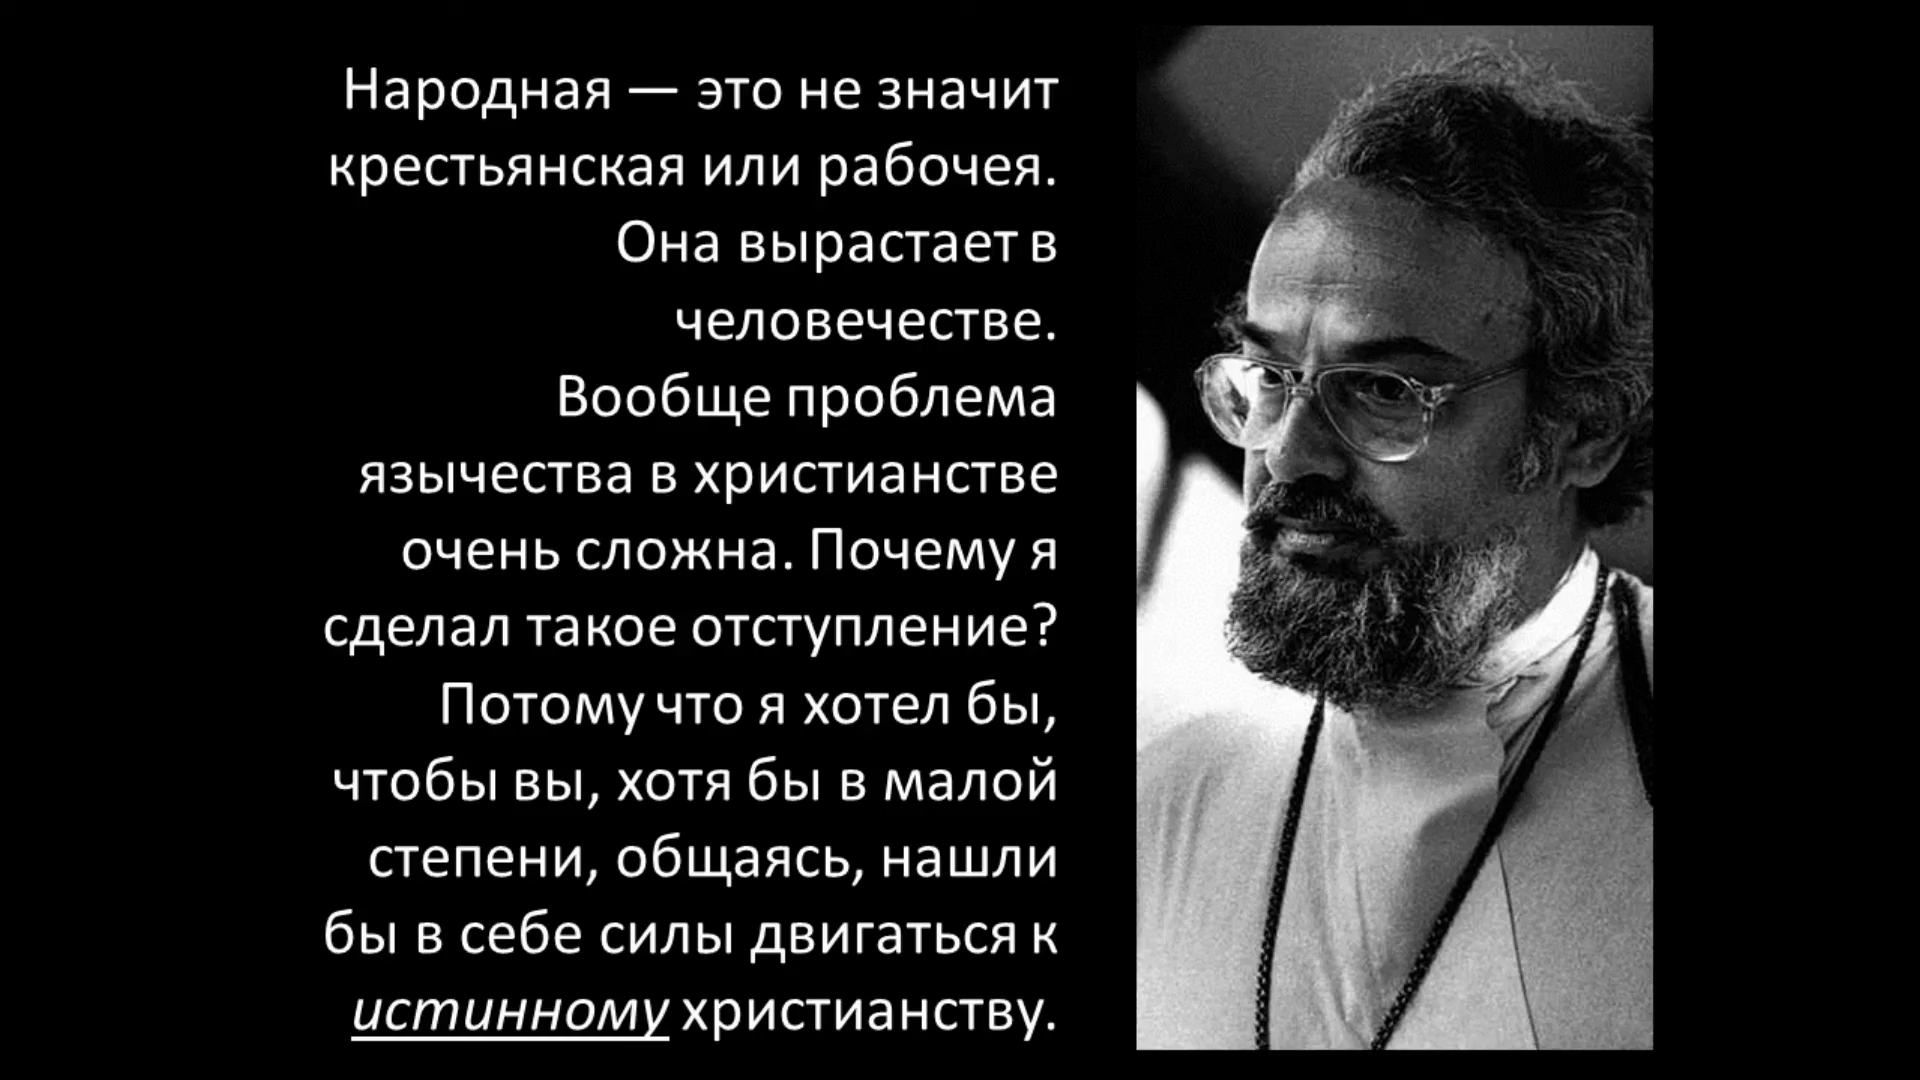 Народная — это не значит
крестьянская или рабочая.
Она вырастает в
человечестве.
Вообще проблема
язычества в христианстве
очень сложна. Почему я
сделал такое отступление?
Потому что я хотел бы,
чтобы вы, хотя бы в малой
степени, общаясь, нашли
бы в себе силы двигаться к
истинному христианству.